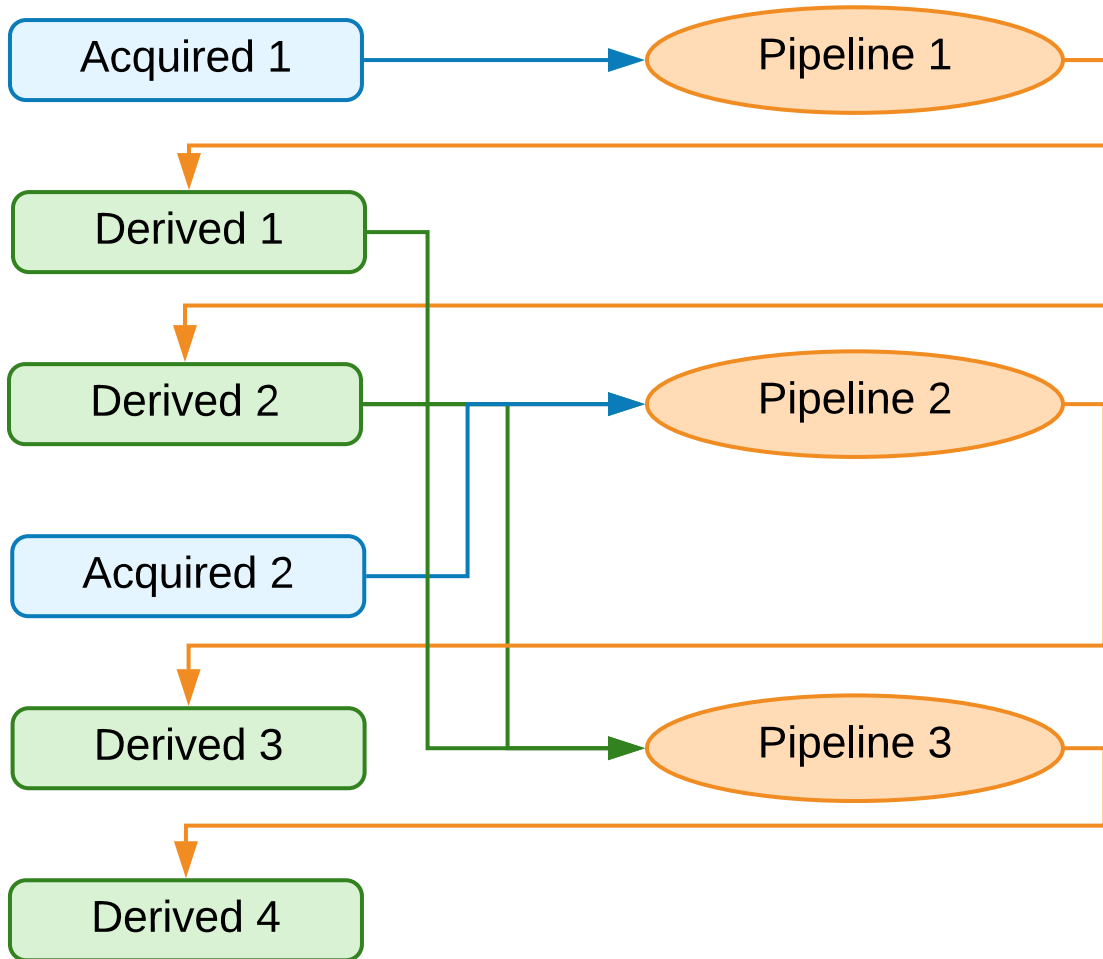 Acquired 1
Pipeline 1
Derived 1
Derived 2
Pipeline 2
Acquired 2
Derived 3
Pipeline 3
Derived 4